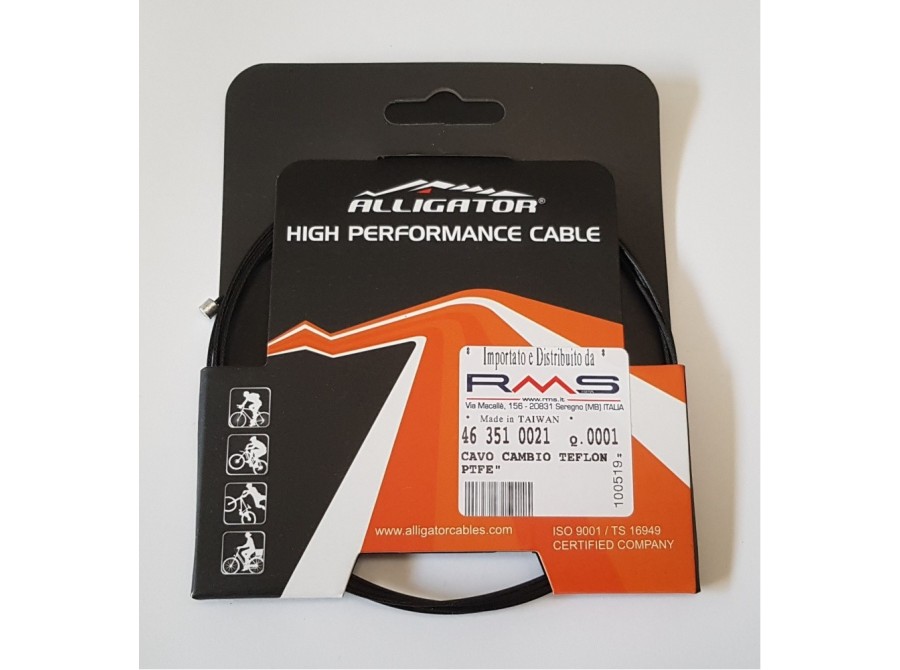 ALLIGATOR®
HIGH PERFORMANCE CABLE
" Importato e Distribuito da "
RMS
www.rms.it
Via Macallè, 156 - 20831 Seregno (MB) ITALIA
" Made in TAIWAN "
46 351 0021 Q.0001
CAVO CAMBIO TEFLON "
PTFE"
100519
www.alligatorcables.com
ISO 9001 / TS 16949
CERTIFIED COMPANY